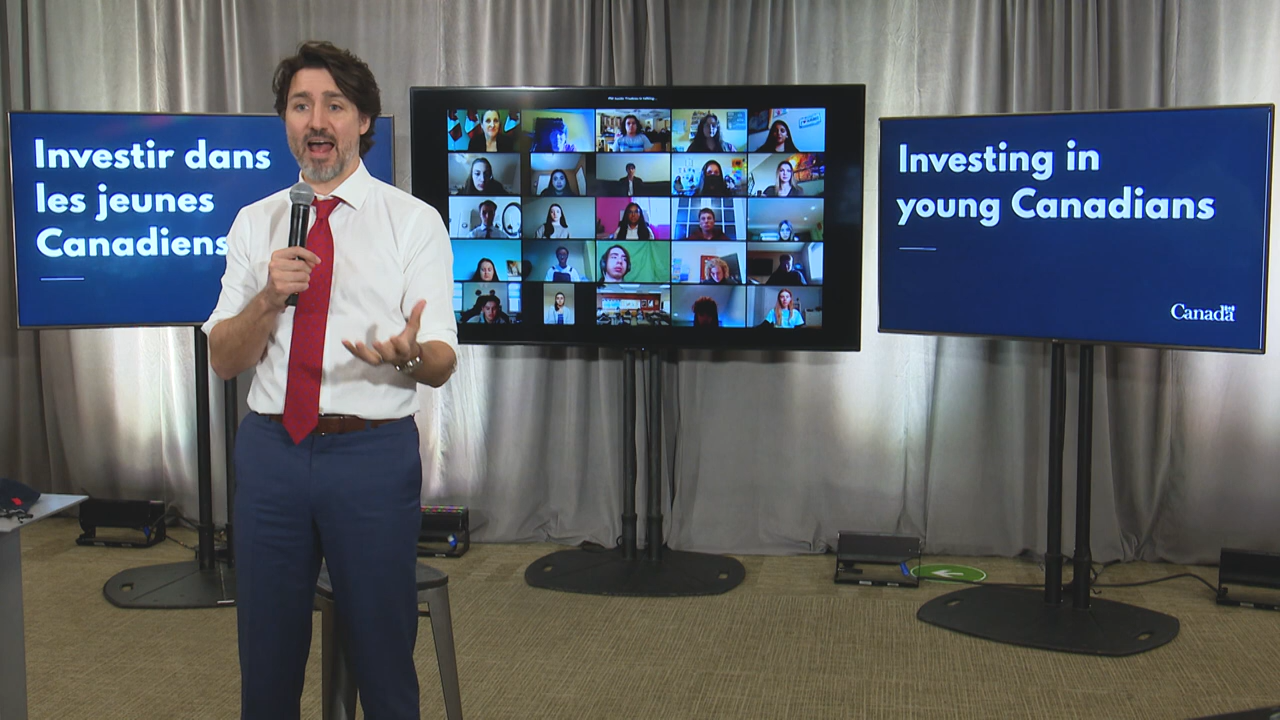 Investir dans
les jeunes
Canadiens
Investing in
young Canadians
Canada